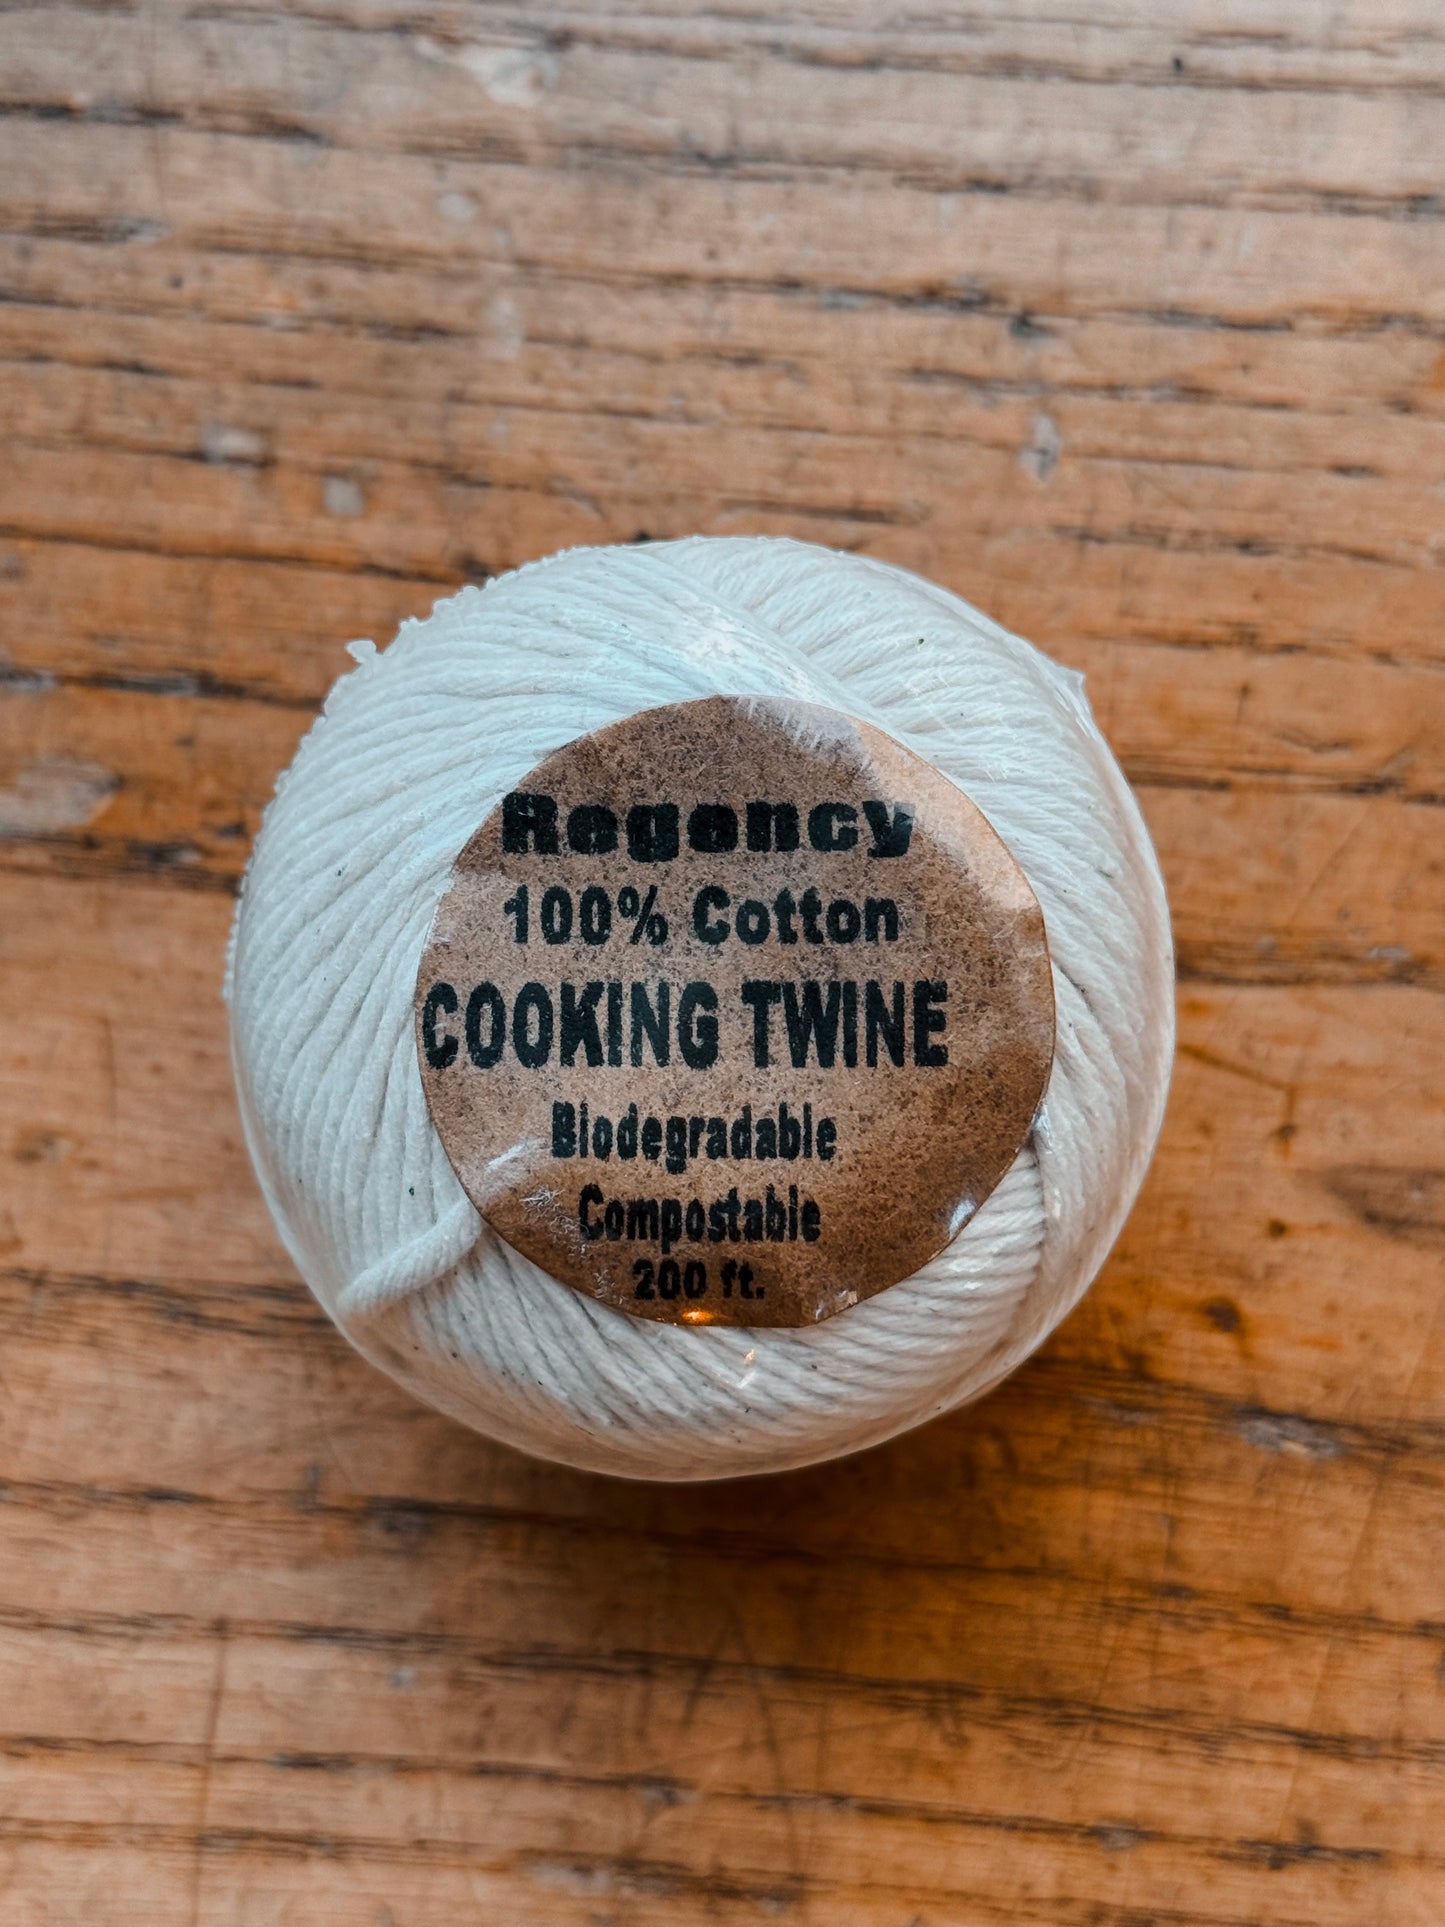 Regency
100% Cotton
COOKING TWINE
Biodegradable
Compostable
200 ft.